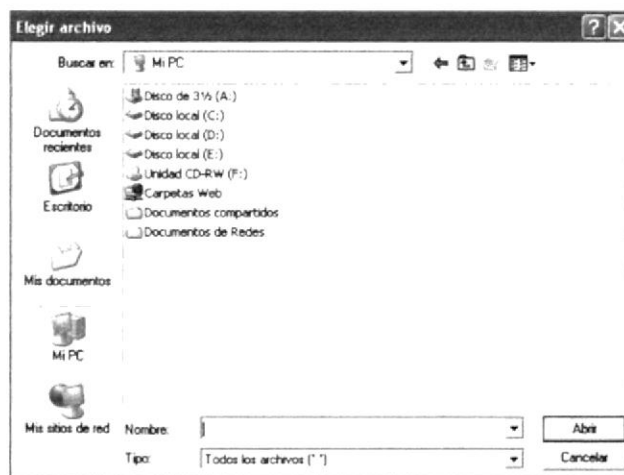 Elegir archivo
Buscar en: Mi PC
Disco de 3½ (A:)
Disco local (C:)
Disco local (D:)
Disco local (E:)
Unidad CD-RW (F:)
Carpetas Web
Documentos compartidos
Documentos de Redes
Documentos
recientes
Escritorio
Mis documentos
Mi PC
Mis sitios de red
Nombre:
Abrir
Tipo: Todos los archivos (*.*)
Cancelar